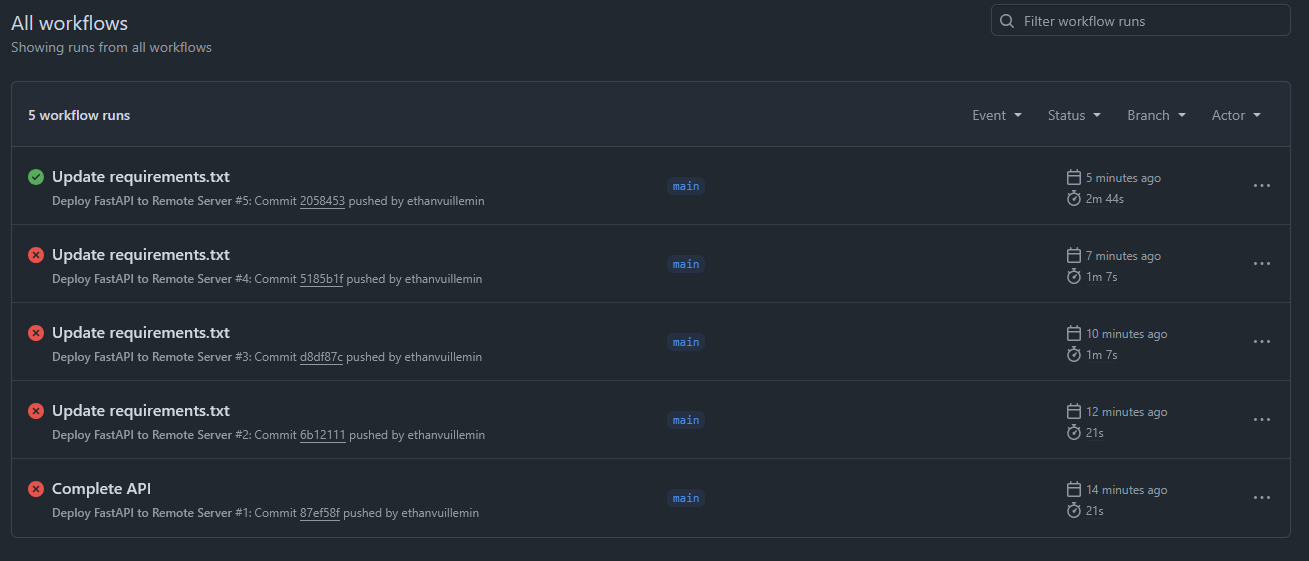 All workflows
Filter workflow runs
Showing runs from all workflows
5 workflow runs
Event
Status
Branch
Actor
Update requirements.txt
Deploy FastAPI to Remote Server #5: Commit 2058453 pushed by ethanvuillemin
main
5 minutes ago
2m 44s
Update requirements.txt
Deploy FastAPI to Remote Server #4: Commit 5185b1f pushed by ethanvuillemin
main
7 minutes ago
1m 7s
Update requirements.txt
Deploy FastAPI to Remote Server #3: Commit d8df87c pushed by ethanvuillemin
main
10 minutes ago
1m 7s
Update requirements.txt
Deploy FastAPI to Remote Server #2: Commit 6b12111 pushed by ethanvuillemin
main
12 minutes ago
21s
Complete API
Deploy FastAPI to Remote Server #1: Commit 87ef58f pushed by ethanvuillemin
main
14 minutes ago
21s